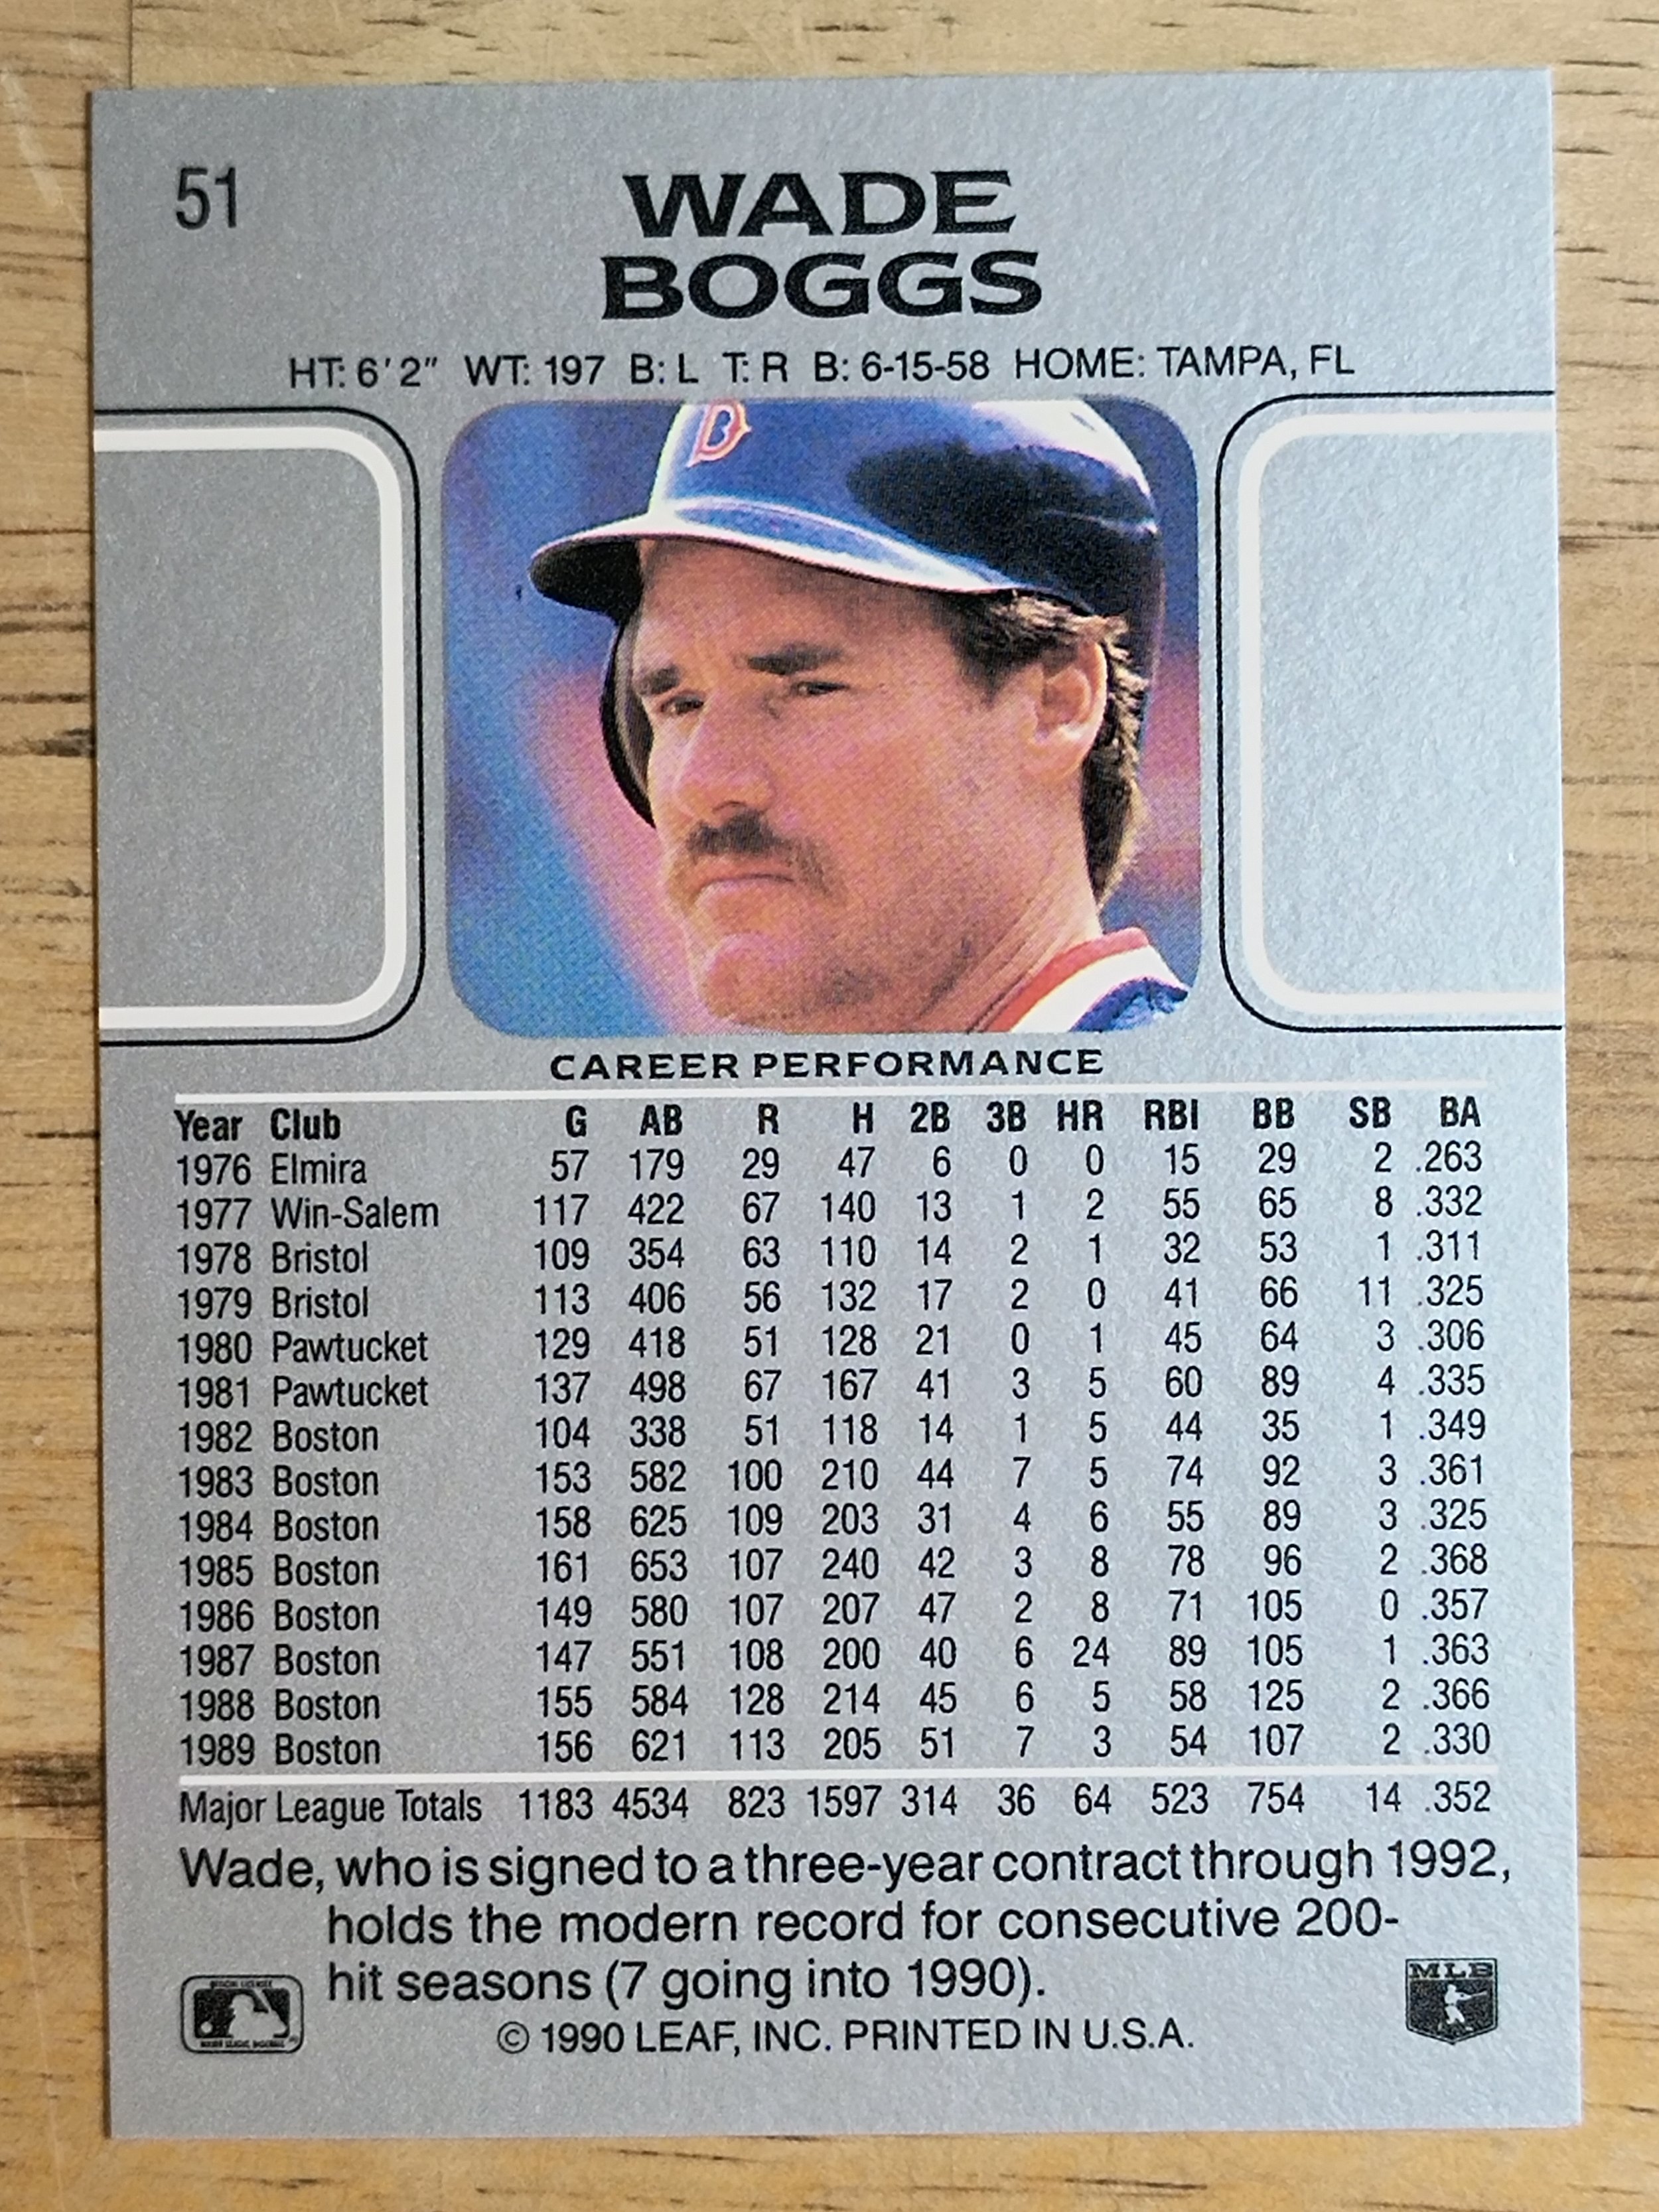 51
WADE
BOGGS
HT: 6'2" WT: 197 B: L T: R B: 6-15-58 HOME: TAMPA, FL
B
CAREER PERFORMANCE
Year Club G AB R H 2B 3B HR RBI BB SB BA
1976 Elmira 57 179 29 47 6 0 0 15 29 2 .263
1977 Win-Salem 117 422 67 140 13 1 2 55 65 8 .332
1978 Bristol 109 354 63 110 14 2 1 32 53 1 .311
1979 Bristol 113 406 56 132 17 2 0 41 66 11 .325
1980 Pawtucket 129 418 51 128 21 0 1 45 64 3 .306
1981 Pawtucket 137 498 67 167 41 3 5 60 89 4 .335
1982 Boston 104 338 51 118 14 1 5 44 35 1 .349
1983 Boston 153 582 100 210 44 7 5 74 92 3 .361
1984 Boston 158 625 109 203 31 4 6 55 89 3 .325
1985 Boston 161 653 107 240 42 3 8 78 96 2 .368
1986 Boston 149 580 107 207 47 2 8 71 105 0 .357
1987 Boston 147 551 108 200 40 6 24 89 105 1 .363
1988 Boston 155 584 128 214 45 6 5 58 125 2 .366
1989 Boston 156 621 113 205 51 7 3 54 107 2 .330
Major League Totals 1183 4534 823 1597 314 36 64 523 754 14 .352
Wade, who is signed to a three-year contract through 1992,
holds the modern record for consecutive 200-
hit seasons (7 going into 1990).
© 1990 LEAF, INC. PRINTED IN U.S.A.
MLB